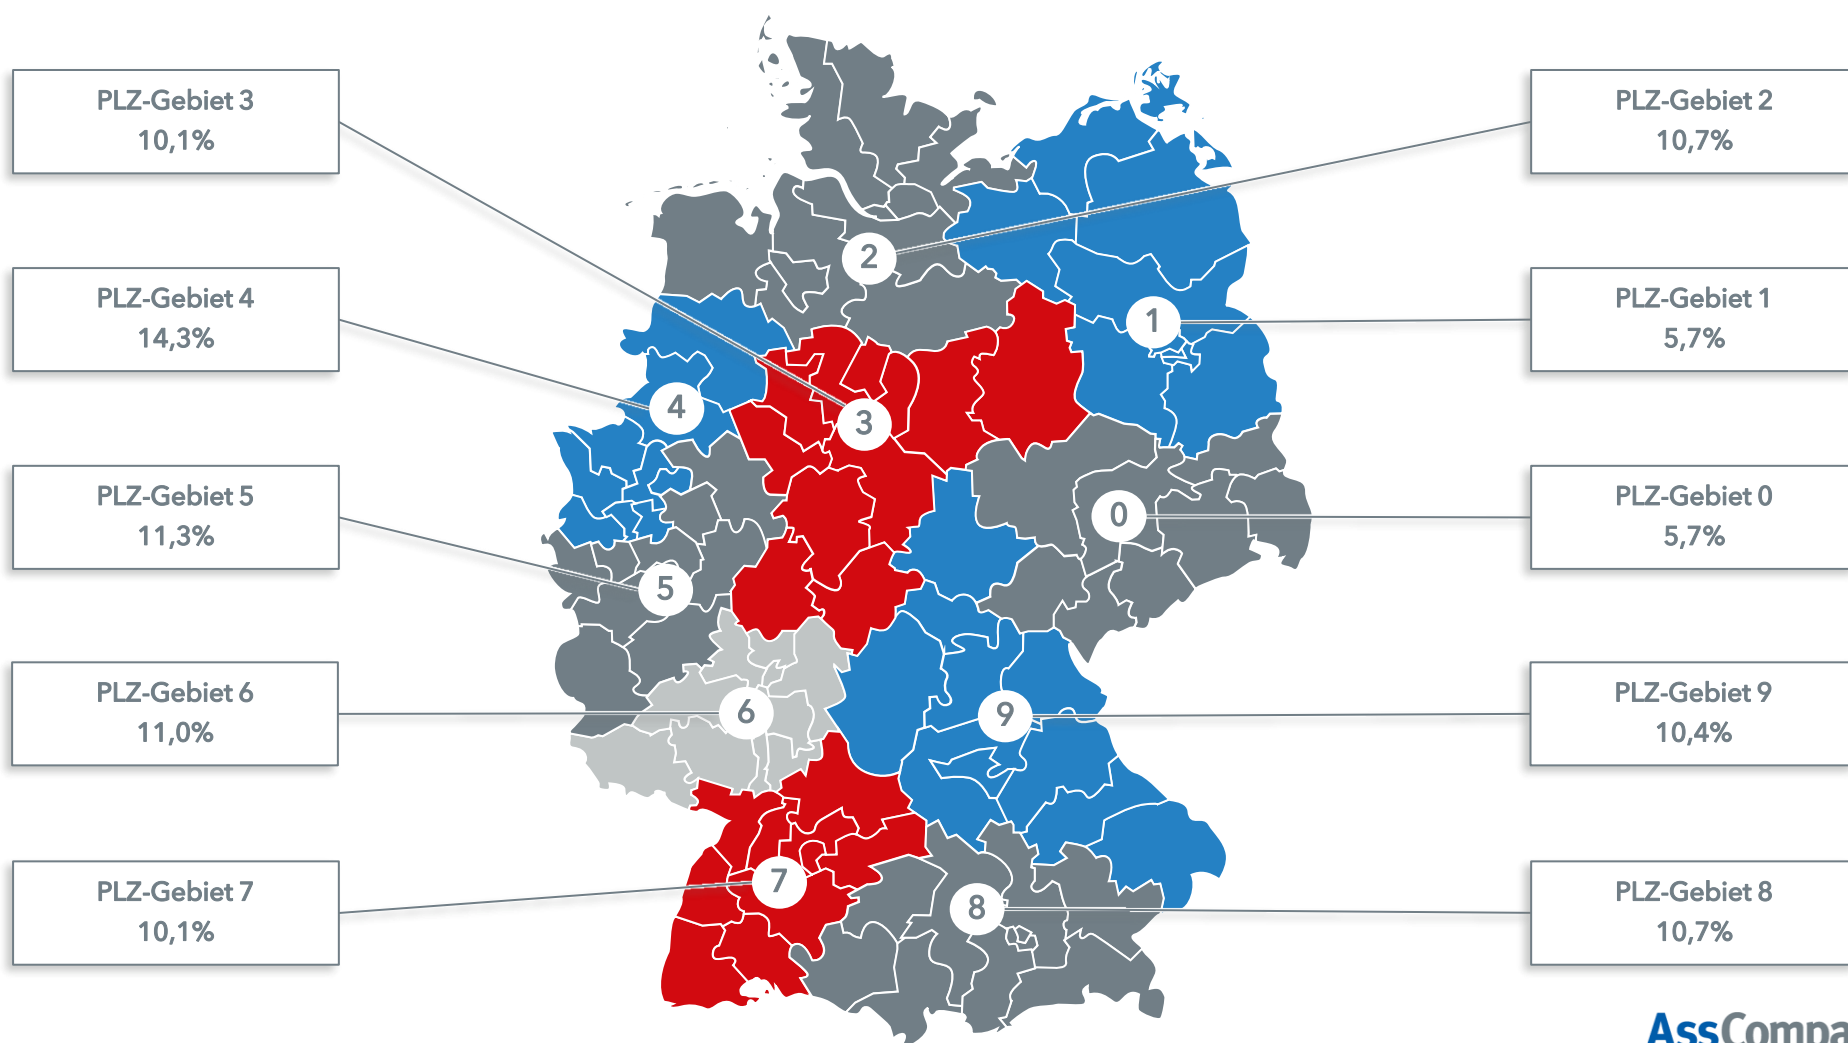 PLZ-Gebiet 3
10,1%
PLZ-Gebiet 4
14,3%
PLZ-Gebiet 5
11,3%
PLZ-Gebiet 6
11,0%
PLZ-Gebiet 7
10,1%
2
1
4
3
0
5
6
9
7
8
PLZ-Gebiet 2
10,7%
PLZ-Gebiet 1
5,7%
PLZ-Gebiet 0
5,7%
PLZ-Gebiet 9
10,4%
PLZ-Gebiet 8
10,7%
AssCompa